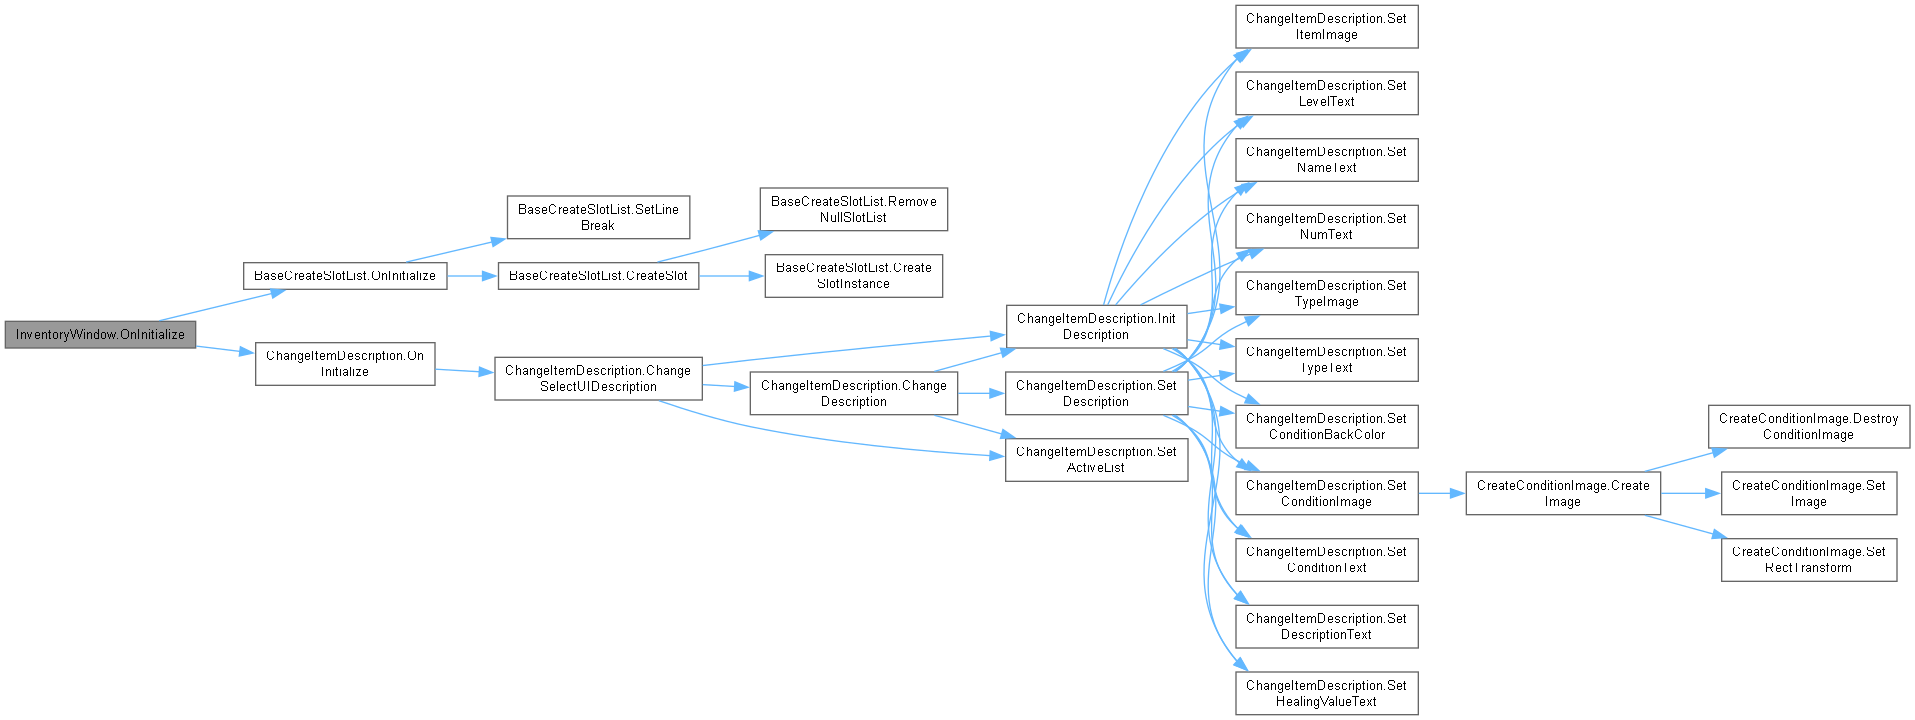 InventoryWindow.OnInitialize
BaseCreateSlotList.OnInitialize
ChangeItemDescription.On
Initialize
BaseCreateSlotList.SetLine
Break
BaseCreateSlotList.CreateSlot
ChangeItemDescription.Change
SelectUIDescription
BaseCreateSlotList.Remove
NullSlotList
BaseCreateSlotList.Create
SlotInstance
ChangeItemDescription.Change
Description
ChangeItemDescription.Init
Description
ChangeItemDescription.Set
Description
ChangeItemDescription.Set
ActiveList
ChangeItemDescription.Set
ItemImage
ChangeItemDescription.Set
LevelText
ChangeItemDescription.Set
NameText
ChangeItemDescription.Set
NumText
ChangeItemDescription.Set
TypeImage
ChangeItemDescription.Set
TypeText
ChangeItemDescription.Set
ConditionBackColor
ChangeItemDescription.Set
ConditionImage
ChangeItemDescription.Set
ConditionText
ChangeItemDescription.Set
DescriptionText
ChangeItemDescription.Set
HealingValueText
CreateConditionImage.Create
Image
CreateConditionImage.Destroy
ConditionImage
CreateConditionImage.Set
Image
CreateConditionImage.Set
RectTransform